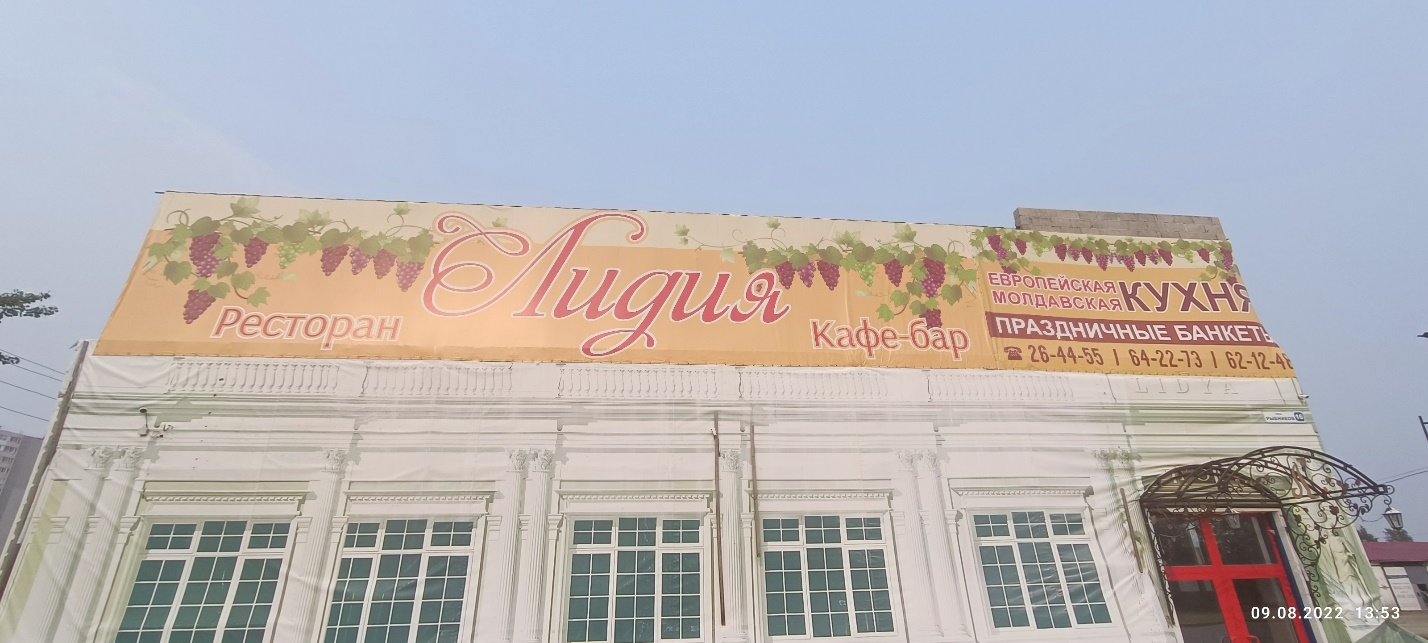 Лидия
Ресторан
Кафе-бар
ЕВРОПЕЙСКАЯ
МОЛДАВСКАЯ
КУХНЯ
ПРАЗДНИЧНЫЕ БАНКЕТЫ
☎ 26-44-55 | 64-22-73 | 62-12-4
LIDYA
09.08.2022 13:53